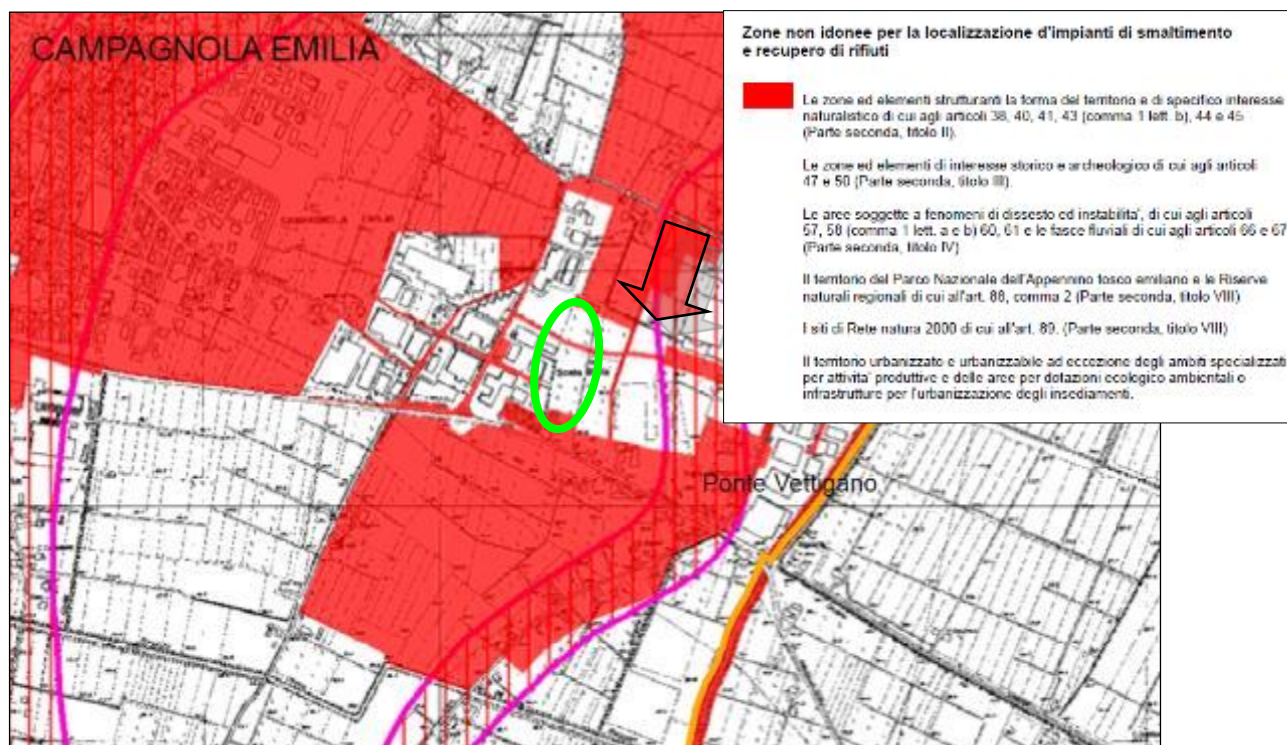 CAMPAGNOLA EMILIA
Zone non idonee per la localizzazione d'impianti di smaltimento
e recupero di rifiuti
Le zone ed elementi strutturanti la forma del territorio e di specifico interesse
naturalistico di cui agli articoli 38, 40, 41, 43 (comma 1 lett. b), 44 e 45
(Parte seconda, titolo II).
Le zone ed elementi di interesse storico e archeologico di cui agli articoli
47 e 50 (Parte seconda, titolo III).
Le aree soggette a fenomeni di dissesto ed instabilita', di cui agli articoli
57, 58 (comma 1 lett. a e b) 60, 61 e le fasce fluviali di cui agli articoli 66 e 67
(Parte seconda, titolo IV)
Il territorio del Parco Nazionale dell'Appennino tosco emiliano e le Riserve
naturali regionali di cui all'art. 88, comma 2 (Parte seconda, titolo VIII)
I siti di Rete natura 2000 di cui all'art. 89. (Parte seconda, titolo VIII)
Il territorio urbanizzato e urbanizzabile ad eccezione degli ambiti specializzati
per attivita' produttive e delle aree per dotazioni ecologico ambientali o
infrastrutture per l'urbanizzazione degli insediamenti.
CAMPAGNOLA EMILIA
Ponte Vettigano